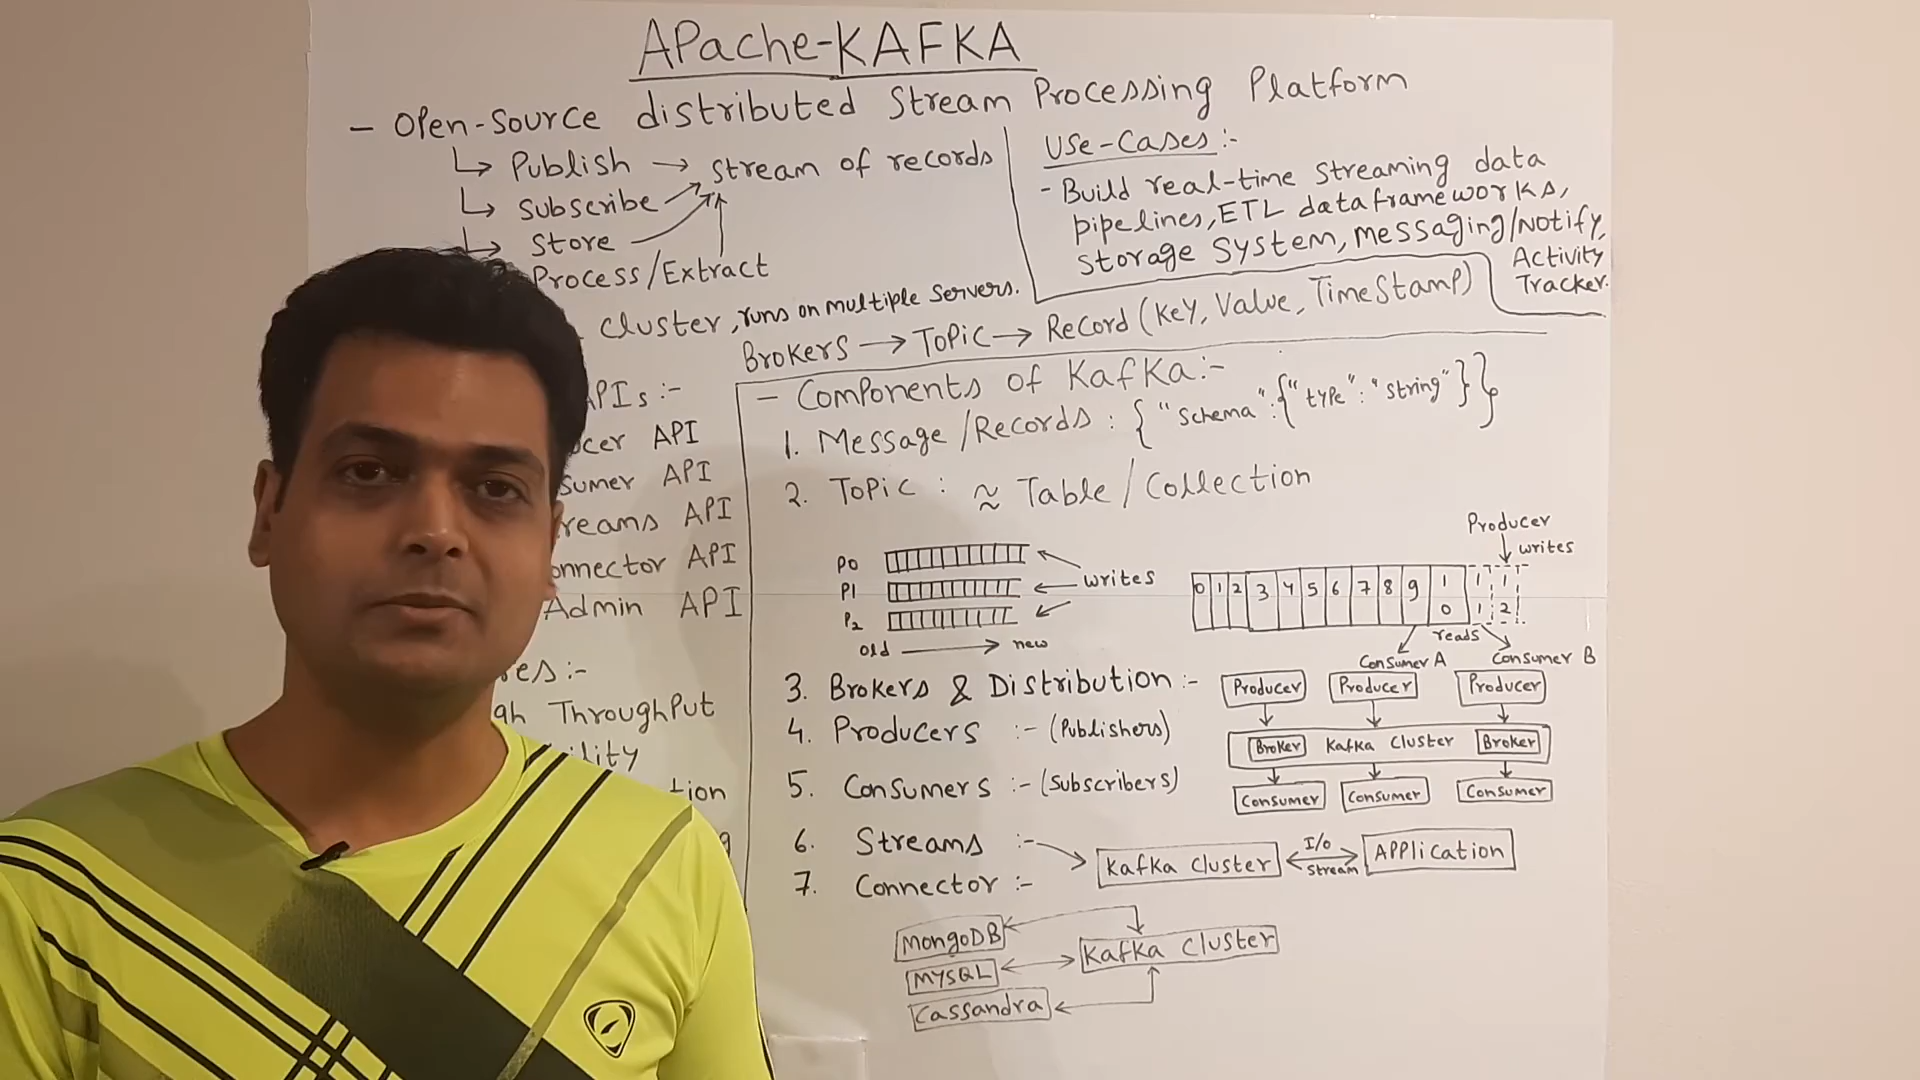 APache-KAFKA
- OPen-Source distributed Stream Processing Platform
↳ Publish → stream of records
↳ Subscribe
↳ Store
Process/Extract
Use-Cases:-
- Build real-time streaming data
pipelines, ETL dataframeworks,
Storage System, Messaging/Notify,
Activity
Tracker.
Cluster, runs on multiple Servers.
Brokers → Topic → Record (Key, Value, TimeStamp)
APIs:-
API
API
API
API
Admin API
ThroughPut
- Components of Kafka:-
1. Message/Records : { "Schema":{"type":"string"}}
2. Topic : ≈ Table/Collection
P0
P1
P2
writes
Old → new
Producer
writes
0 1 2 3 4 5 6 7 8 9 10 11 12
reads
Consumer A
Consumer B
3. Brokers & Distribution :-
Producer Producer Producer
4. Producers :- (Publishers)
Broker Kafka Cluster Broker
5. Consumers :- (Subscribers)
Consumer Consumer Consumer
6. Streams :-
Kafka Cluster I/O Stream APPlication
7. Connector :-
MongoDB
MYSQL
Cassandra
Kafka Cluster